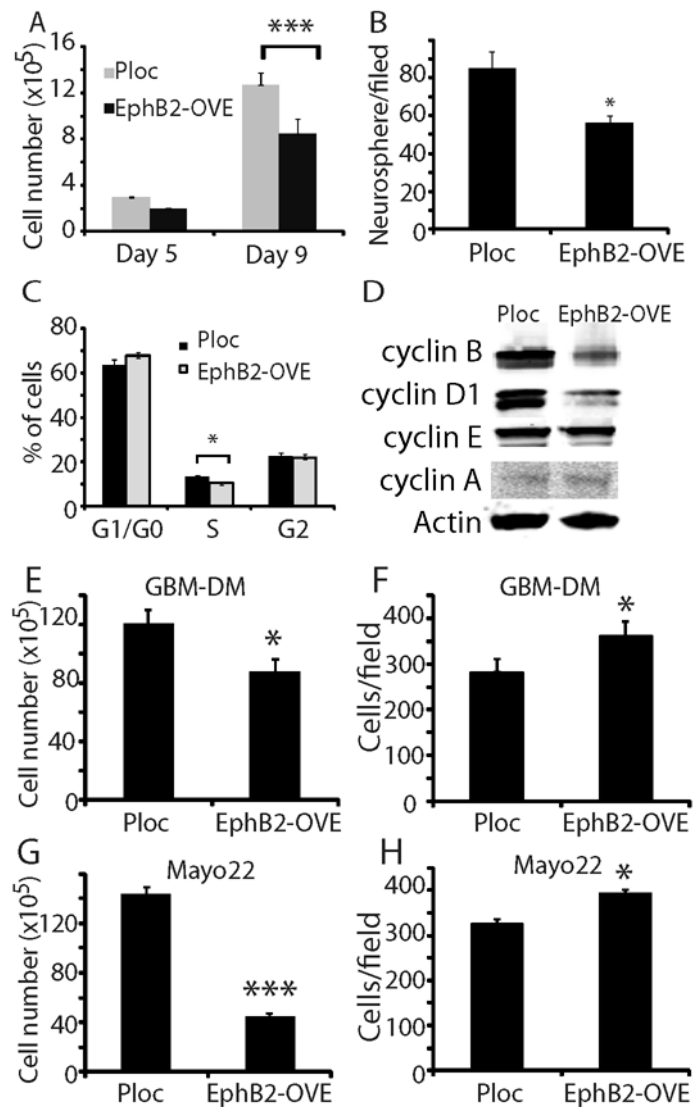 A
***
Cell number (x10⁵)
16
12
8
4
2
0
Ploc
EphB2-OVE
Day 5
Day 9
B
Neurosphere/filed
80
60
40
20
0
*
Ploc
EphB2-OVE
C
% of cells
80
60
40
20
0
Ploc
EphB2-OVE
*
G1/G0
S
G2
D
Ploc EphB2-OVE
cyclin B
cyclin D1
cyclin E
cyclin A
Actin
E
GBM-DM
Cell number (x10⁵)
120
80
40
0
*
Ploc
EphB2-OVE
F
GBM-DM
Cells/field
400
300
200
100
0
*
Ploc
EphB2-OVE
G
Mayo22
Cell number (x10⁵)
120
80
40
0
***
Ploc
EphB2-OVE
H
Mayo22
Cells/field
400
300
200
100
0
*
Ploc
EphB2-OVE